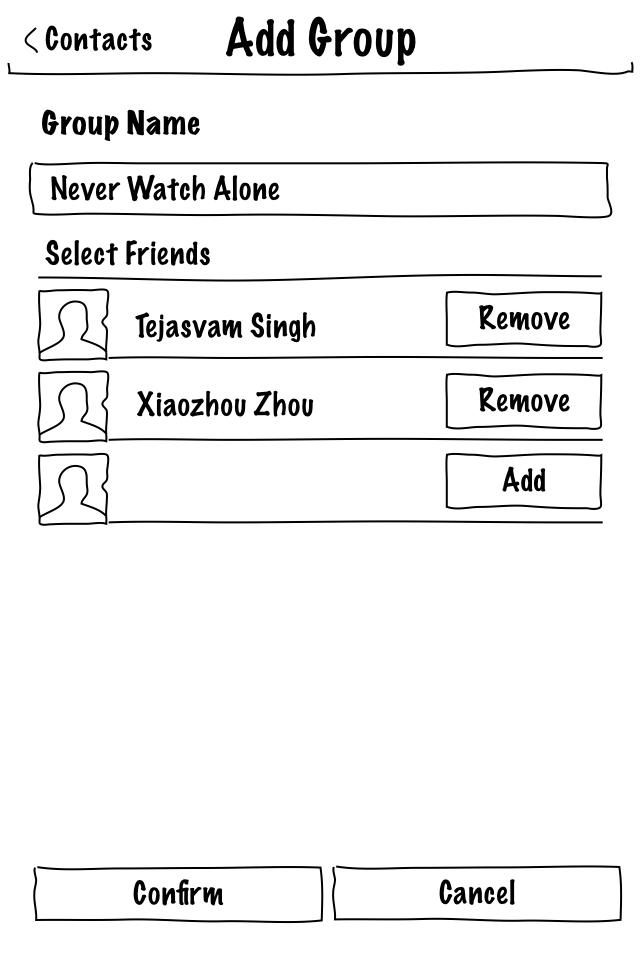 Contacts Add Group
Group Name
Never Watch Alone
Select Friends
Tejasvam Singh Remove
Xiaozhou Zhou Remove
Add
Confirm Cancel